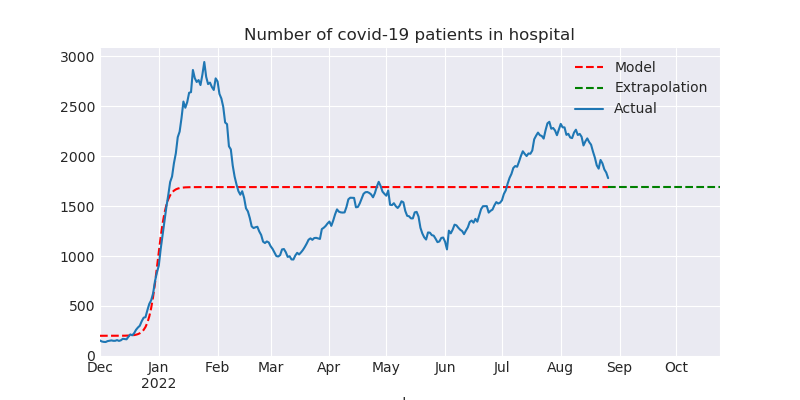 Number of covid-19 patients in hospital
3000
2500
2000
1500
1000
500
0
Model
Extrapolation
Actual
Dec Jan Feb Mar Apr May Jun Jul Aug Sep Oct
2022